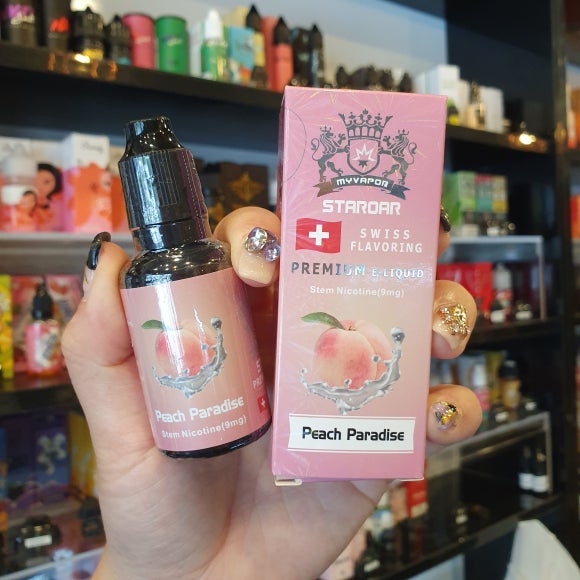 MYVAPOR
STAROAR
SWISS
FLAVORING
PREMIUM E-LIQUID
Stem Nicotine(9mg)
Peach Paradise
Peach Paradise
Stem Nicotine(9mg)